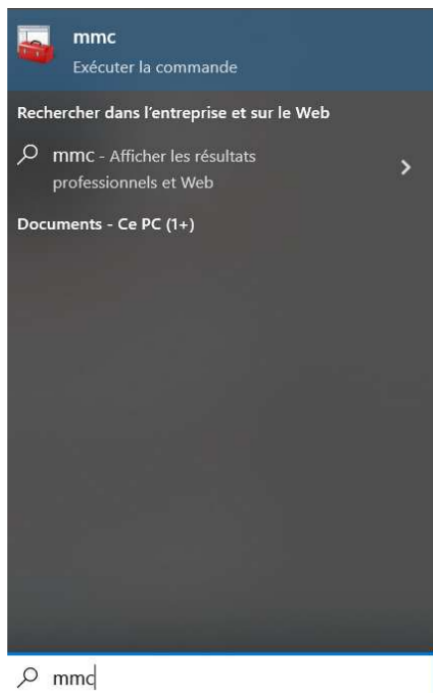 mmc
Exécuter la commande
Rechercher dans l'entreprise et sur le Web
mmc - Afficher les résultats
professionnels et Web
Documents - Ce PC (1+)
mmc